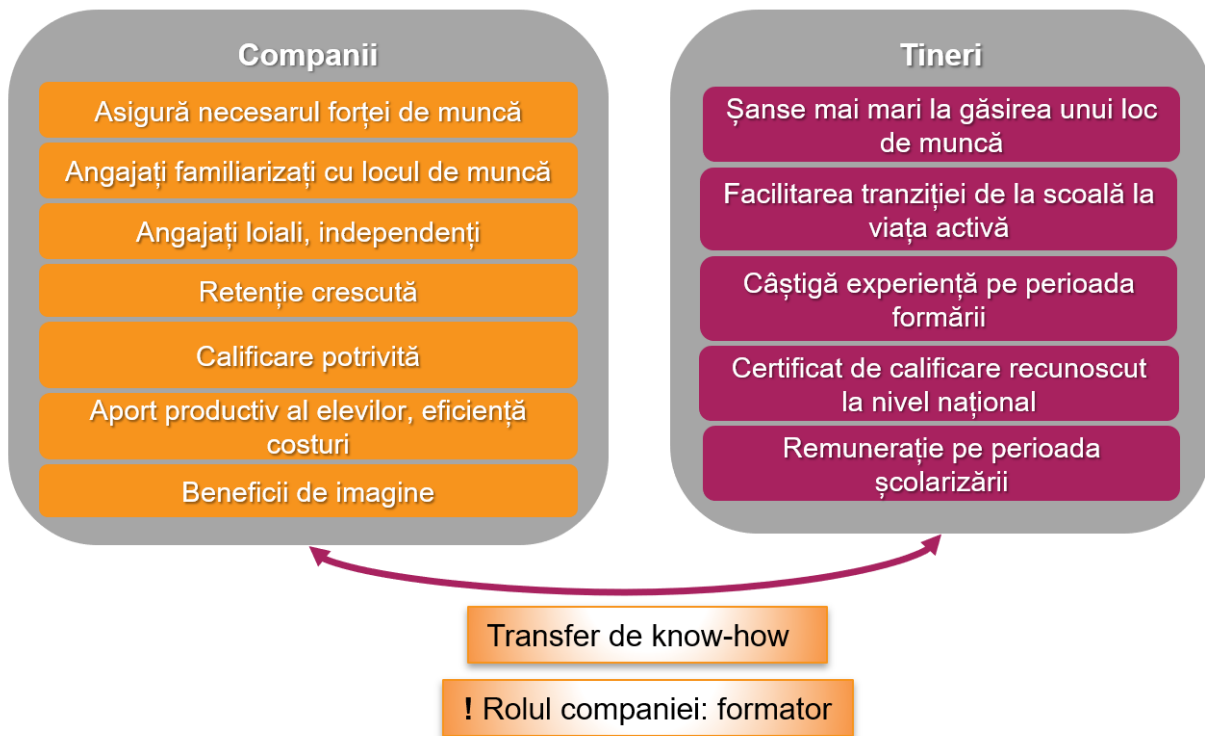 Companii
Asigură necesarul forței de muncă
Angajați familiarizați cu locul de muncă
Angajați loiali, independenți
Retenție crescută
Calificare potrivită
Aport productiv al elevilor, eficiență
costuri
Beneficii de imagine
Tineri
Șanse mai mari la găsirea unui loc
de muncă
Facilitarea tranziției de la scoală la
viața activă
Câștigă experiență pe perioada
formării
Certificat de calificare recunoscut
la nivel național
Remunerație pe perioada
școlarizării
Transfer de know-how
! Rolul companiei: formator